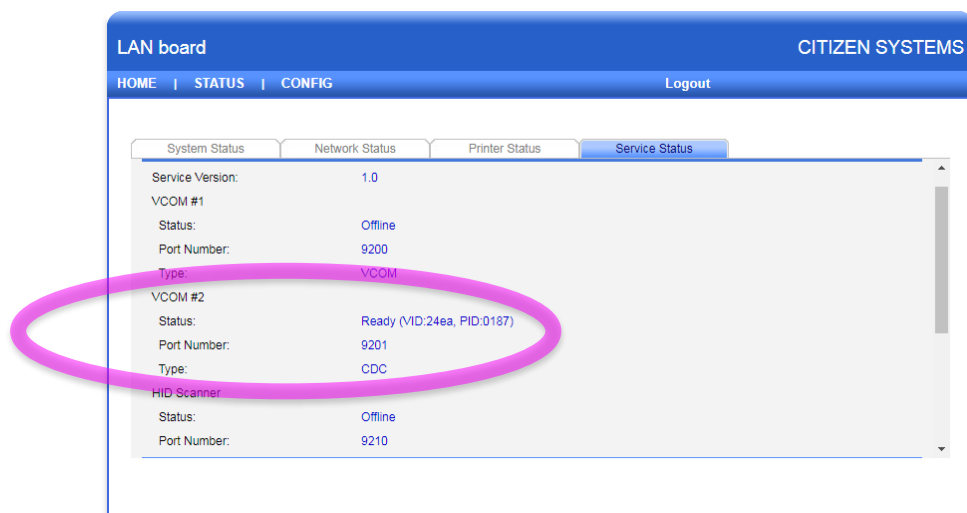 LAN board CITIZEN SYSTEMS
HOME | STATUS | CONFIG Logout
System Status Network Status Printer Status Service Status
Service Version: 1.0
VCOM #1
Status: Offline
Port Number: 9200
Type: VCOM
VCOM #2
Status: Ready (VID:24ea, PID:0187)
Port Number: 9201
Type: CDC
HID Scanner
Status: Offline
Port Number: 9210